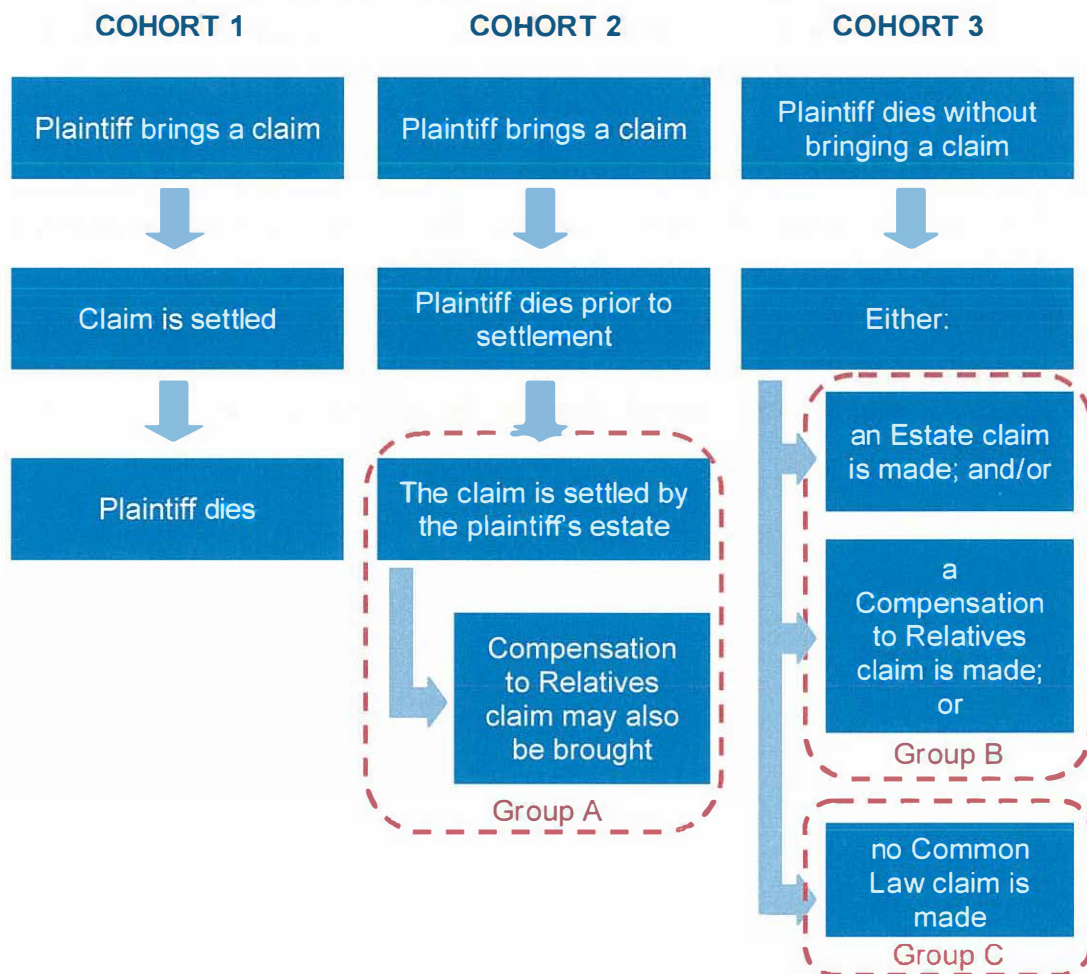 COHORT 1
Plaintiff brings a claim
Claim is settled
Plaintiff dies
COHORT 2
Plaintiff brings a claim
Plaintiff dies prior to
settlement
The claim is settled by
the plaintiff's estate
Compensation
to Relatives
claim may also
be brought
Group A
COHORT 3
Plaintiff dies without
bringing a claim
Either:
an Estate claim
is made; and/or
a
Compensation
to Relatives
claim is made;
or
Group B
no Common
Law claim is
made
Group C